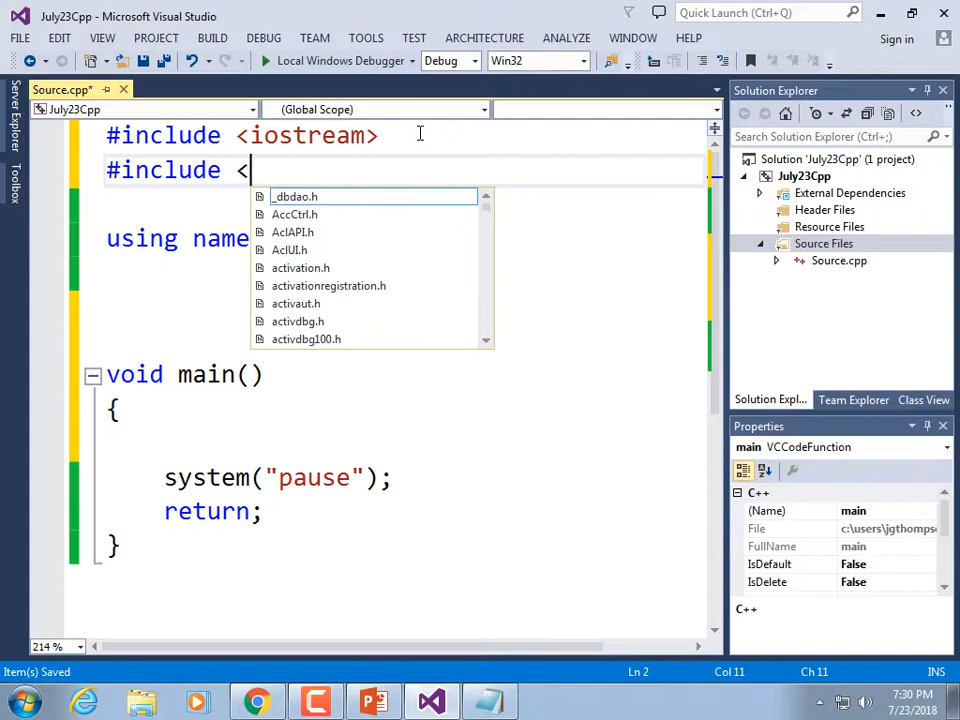 July23Cpp - Microsoft Visual Studio
Quick Launch (Ctrl+Q)
FILE EDIT VIEW PROJECT BUILD DEBUG TEAM TOOLS TEST ARCHITECTURE ANALYZE WINDOW HELP Sign in
Local Windows Debugger Debug Win32
Server Explorer
Toolbox
Source.cpp*
July23Cpp (Global Scope)
#include <iostream>
#include <
_dbdao.h
AccCtrl.h
AclAPI.h
AclUI.h
activation.h
activationregistration.h
activaut.h
activdbg.h
activdbg100.h
using name
void main()
{
system("pause");
return;
}
214 %
Solution Explorer
Search Solution Explorer (Ctrl+;)
Solution 'July23Cpp' (1 project)
July23Cpp
External Dependencies
Header Files
Resource Files
Source Files
Source.cpp
Solution Expl... Team Explorer Class View
Properties
main VCCodeFunction
C++
(Name) main
File c:\users\jgthomps
FullName main
IsDefault False
IsDelete False
C++
Item(s) Saved Ln 2 Col 11 Ch 11 INS
7:30 PM
7/23/2018